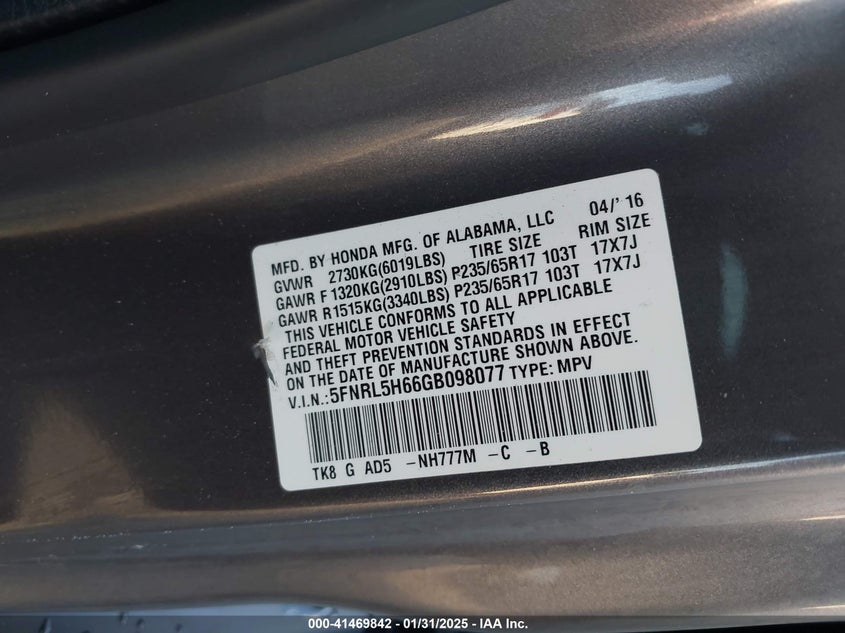 MFD. BY HONDA MFG. OF ALABAMA, LLC 04/' 16
GVWR 2730KG(6019LBS) TIRE SIZE RIM SIZE
GAWR F 1320KG(2910LBS) P235/65R17 103T 17X7J
GAWR R1515KG(3340LBS) P235/65R17 103T 17X7J
THIS VEHICLE CONFORMS TO ALL APPLICABLE
FEDERAL MOTOR VEHICLE SAFETY
AND THEFT PREVENTION STANDARDS IN EFFECT
ON THE DATE OF MANUFACTURE SHOWN ABOVE.
V.I.N.:5FNRL5H66GB098077 TYPE: MPV
TK8 G AD5 -NH777M -C -B
000-41469842 - 01/31/2025 - IAA Inc.